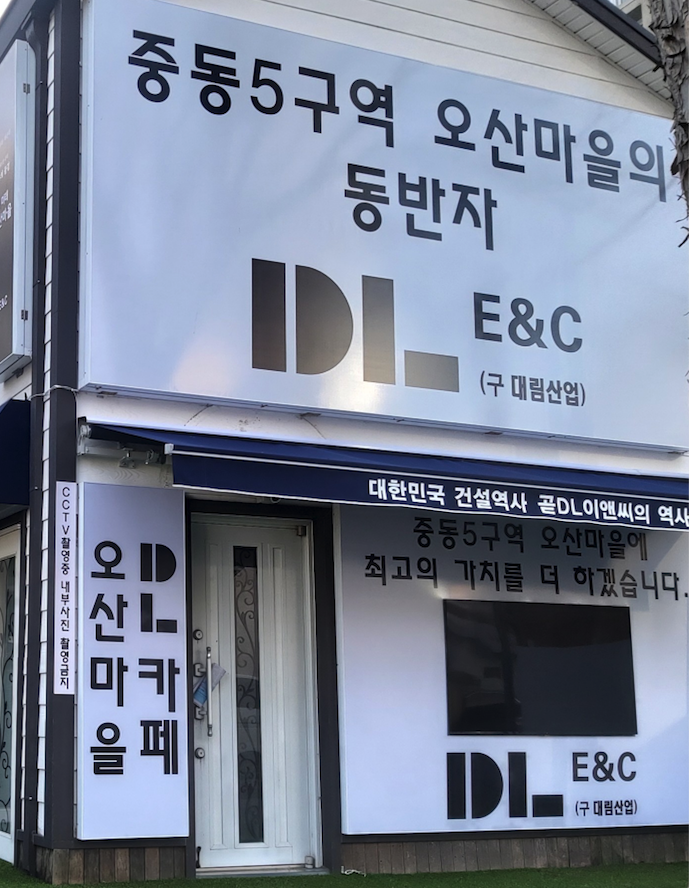 중동5구역 오산마을의
동반자
DL E&C
(구 대림산업)
대한민국 건설역사 곧DL이앤씨의 역사
CCTV촬영중 내부사진 촬영금지
DL카페
오산마을
중동5구역 오산마을에
최고의 가치를 더 하겠습니다.
DL E&C
(구 대림산업)